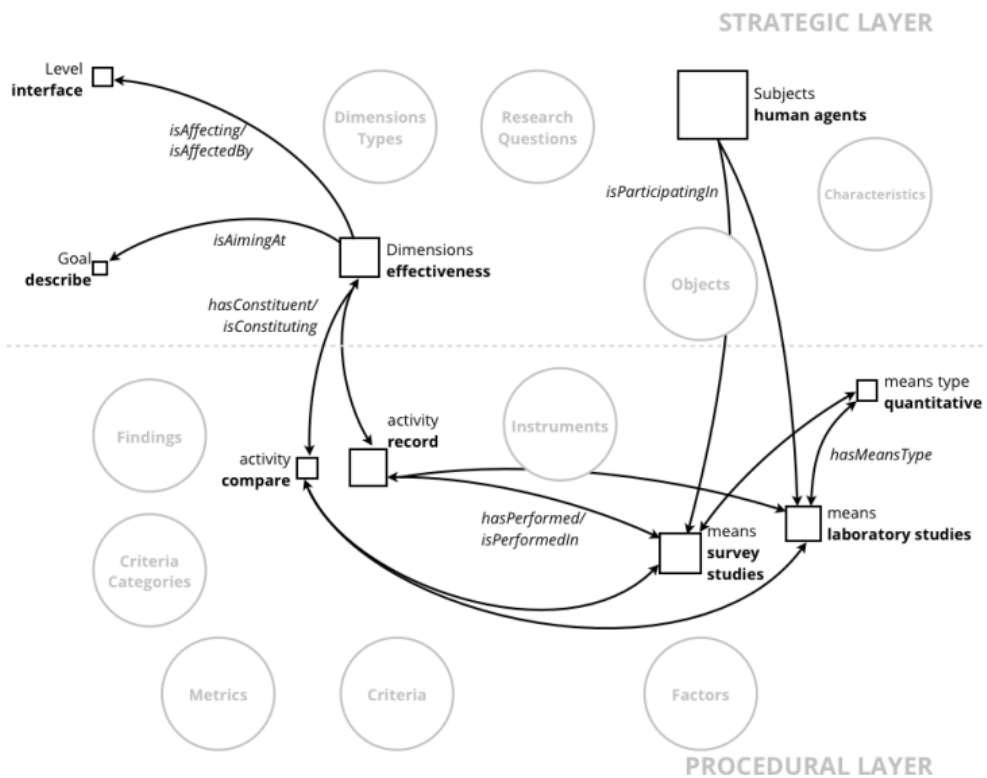 STRATEGIC LAYER
Level
interface
isAffecting/
isAffectedBy
Dimensions
Types
Research
Questions
Subjects
human agents
isParticipatingIn
Characteristics
Goal
describe
isAimingAt
Dimensions
effectiveness
Objects
hasConstituent/
isConstituting
Findings
activity
record
Instruments
means type
quantitative
activity
compare
hasMeansType
hasPerformed/
isPerformedIn
means
survey
studies
means
laboratory studies
Criteria
Categories
Metrics
Criteria
Factors
PROCEDURAL LAYER